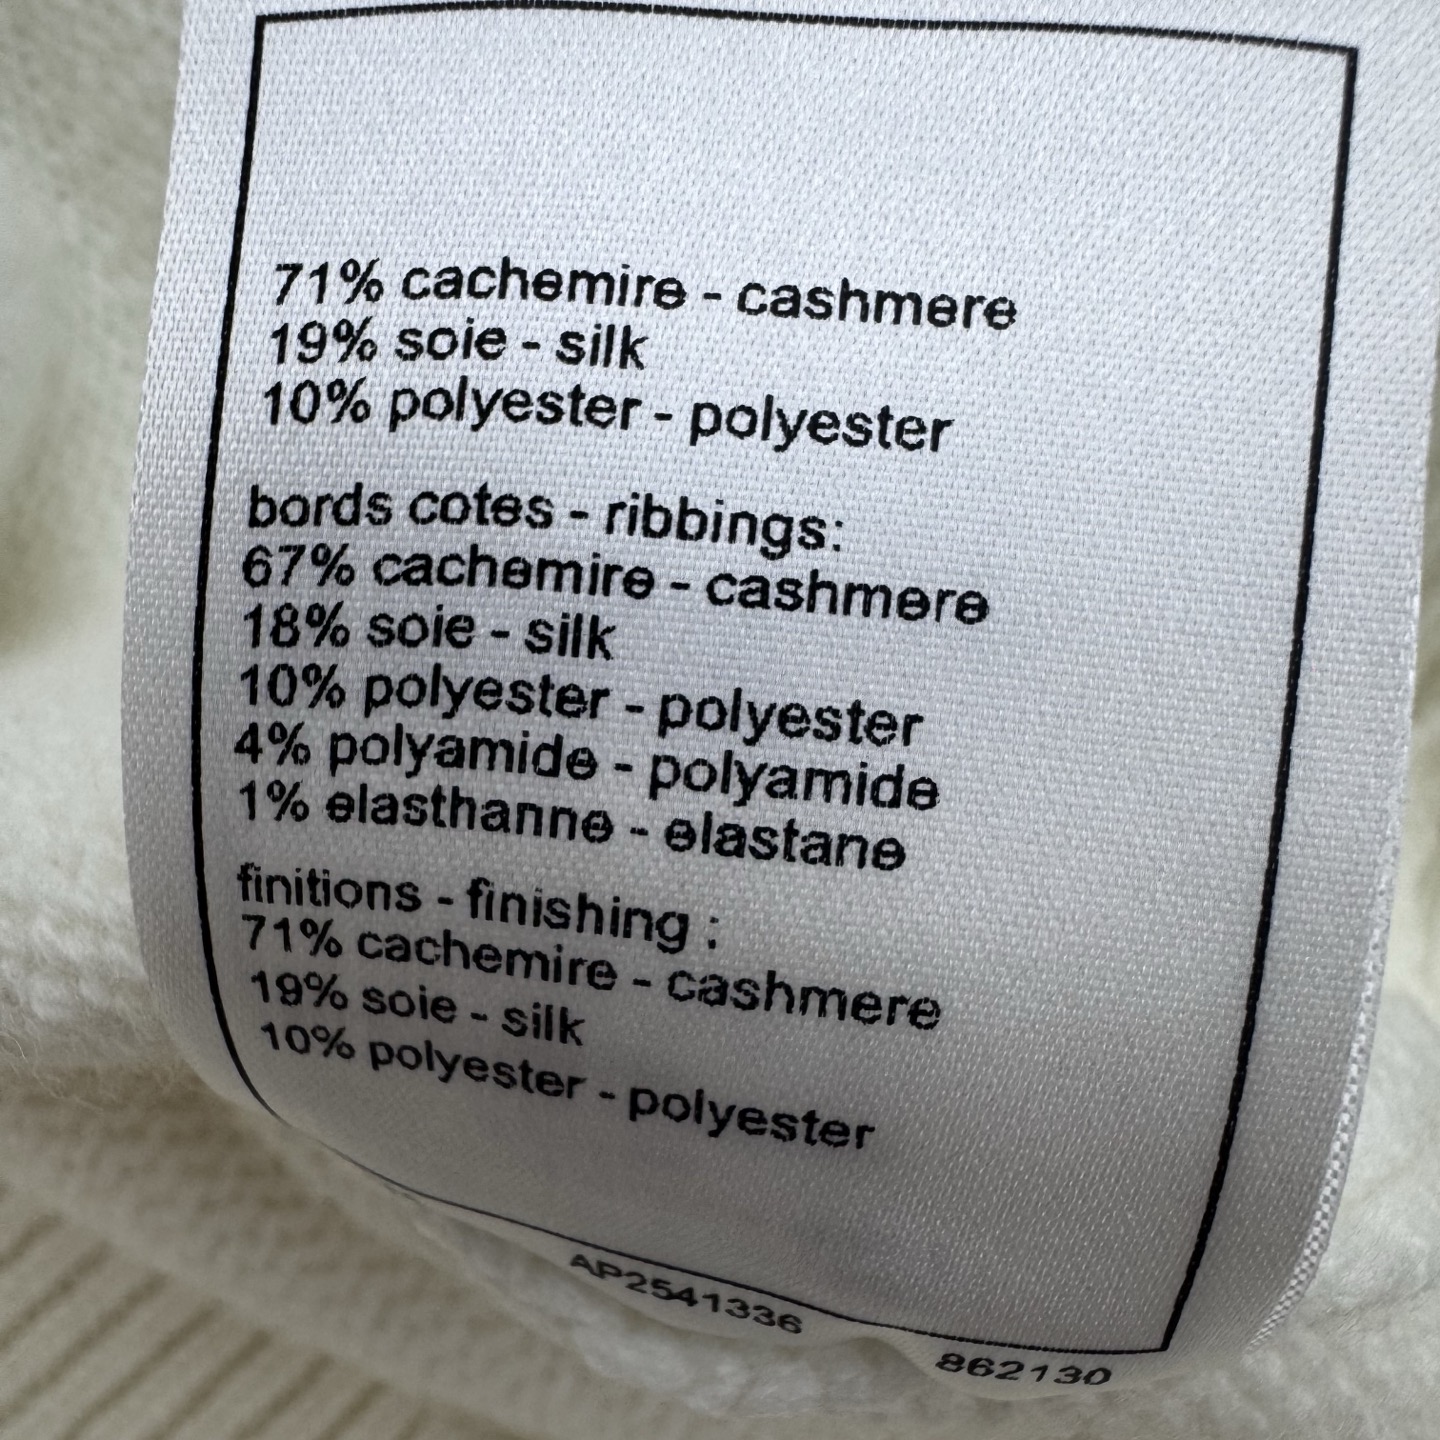 71% cachemire - cashmere
19% soie - silk
10% polyester - polyester
bords cotes - ribbings:
67% cachemire - cashmere
18% soie - silk
10% polyester - polyester
4% polyamide - polyamide
1% elasthanne - elastane
finitions - finishing :
71% cachemire - cashmere
19% soie - silk
10% polyester - polyester
AP2541336
862130